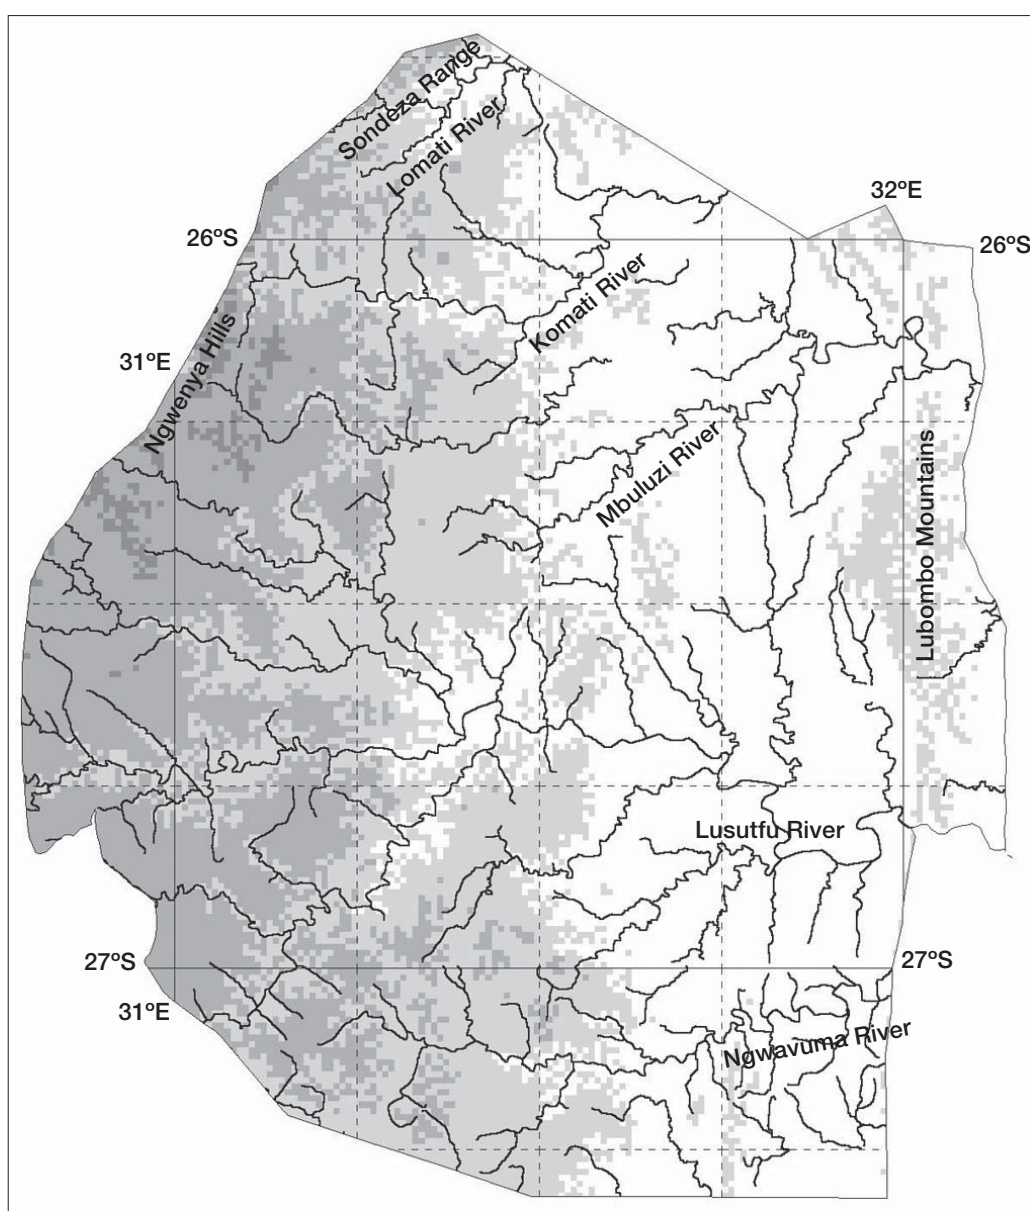 Sondeza Range
Lomati River
32ºE
26ºS
26ºS
Komati River
Ngwenya Hills
31ºE
Mbuluzi River
Lubombo Mountains
Lusutfu River
27ºS
27ºS
31ºE
Ngwavuma River